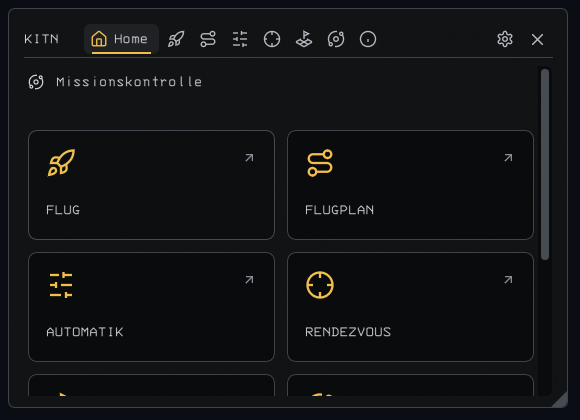 KITN Home
Missionskontrolle
FLUG
FLUGPLAN
AUTOMATIK
RENDEZVOUS